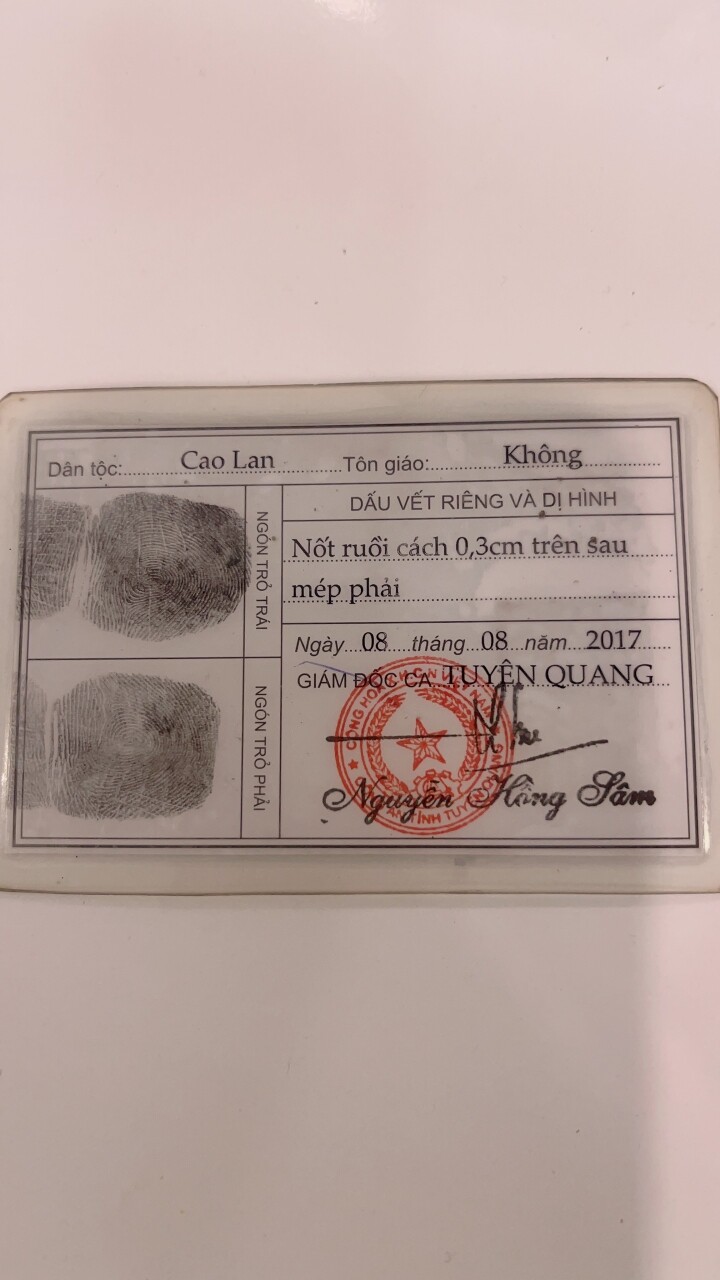 Dân tộc: Cao Lan Tôn giáo: Không
NGÓN TRỎ TRÁI
DẤU VẾT RIÊNG VÀ DỊ HÌNH
Nốt ruồi cách 0,3cm trên sau
mép phải
NGÓN TRỎ PHẢI
Ngày 08 tháng 08 năm 2017
GIÁM ĐỐC CA TUYÊN QUANG
Nguyễn Hồng Sâm